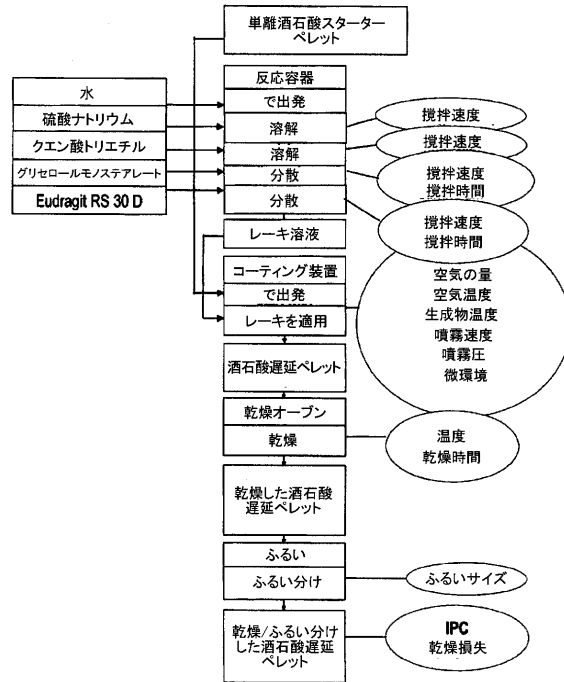 単離酒石酸スターター
ペレット
水
硫酸ナトリウム
クエン酸トリエチル
グリセロールモノステアレート
Eudragit RS 30 D
反応容器
で出発
溶解
溶解
分散
分散
撹拌速度
撹拌速度
撹拌速度
撹拌時間
撹拌速度
撹拌時間
レーキ溶液
コーティング装置
で出発
レーキを適用
空気の量
空気温度
生成物温度
噴霧速度
噴霧圧
微環境
酒石酸遅延ペレット
乾燥オーブン
乾燥
温度
乾燥時間
乾燥した酒石酸
遅延ペレット
ふるい
ふるい分け
ふるいサイズ
乾燥/ふるい分け
した酒石酸遅延
ペレット
IPC
乾燥損失